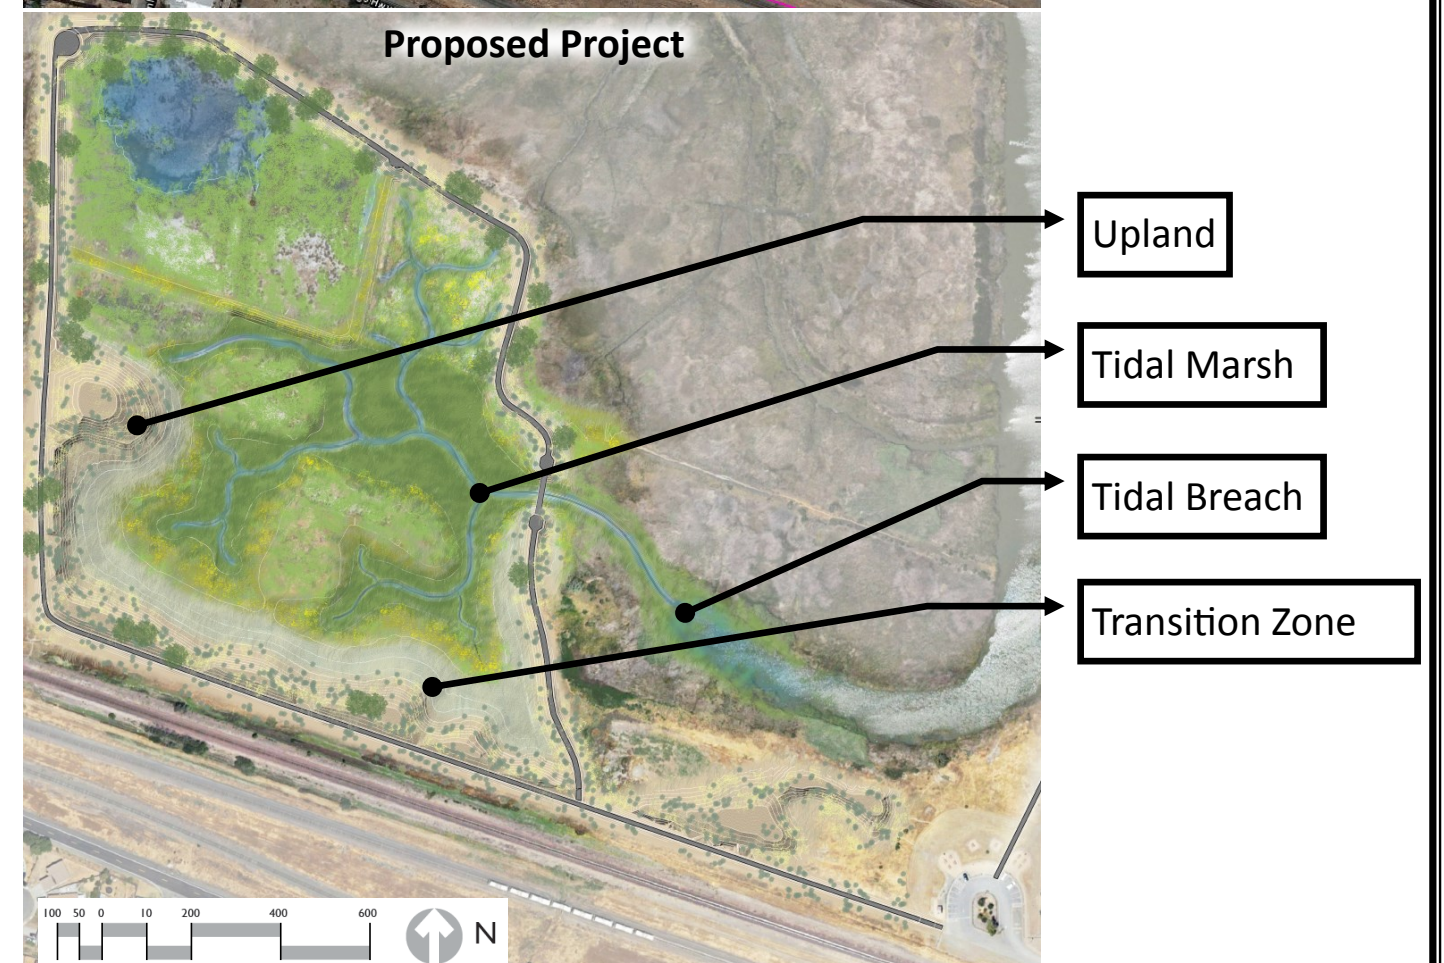 Proposed Project
Upland
Tidal Marsh
Tidal Breach
Transition Zone
100 50 0 10 200 400 600
N